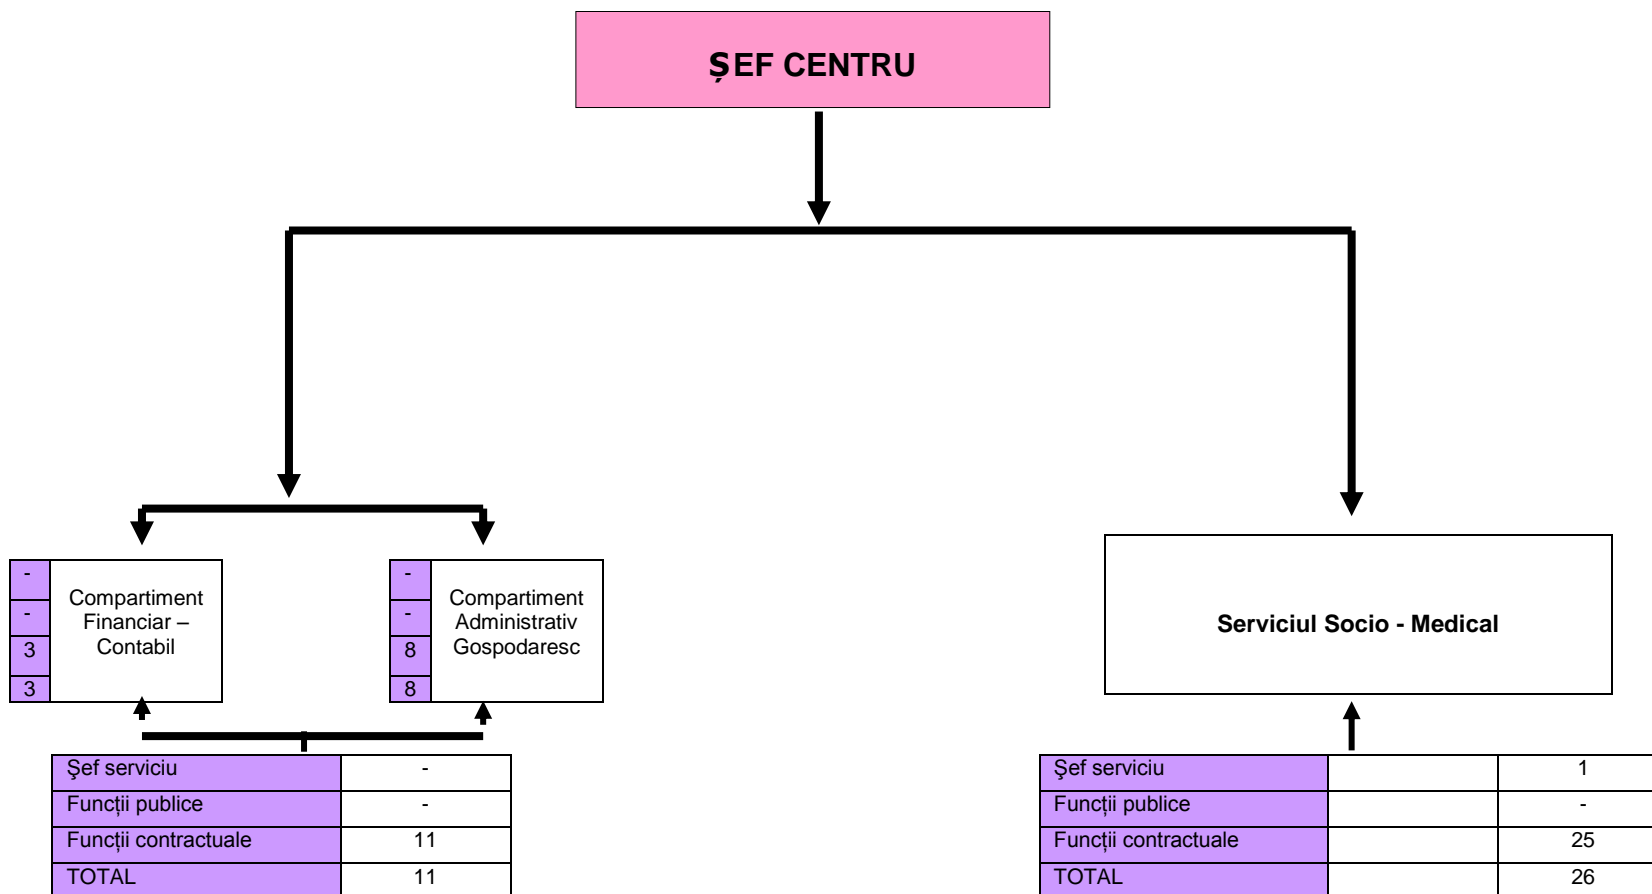 ȘEF CENTRU
-
-
3
3
Compartiment
Financiar –
Contabil
-
-
8
8
Compartiment
Administrativ
Gospodaresc
Serviciul Socio - Medical
Şef serviciu -
Funcții publice -
Funcții contractuale 11
TOTAL 11
Şef serviciu 1
Funcții publice -
Funcții contractuale 25
TOTAL 26